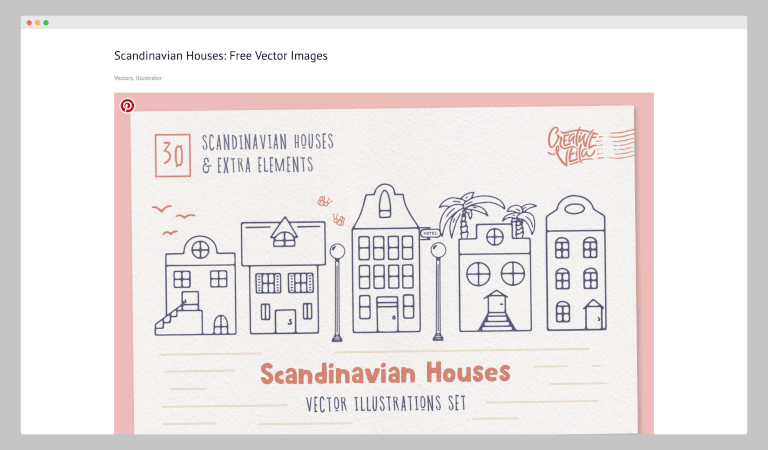 Scandinavian Houses: Free Vector Images
Vectors, Illustrator
30
SCANDINAVIAN HOUSES
& EXTRA ELEMENTS
CREATIVE
VEILA
HOTEL
Scandinavian Houses
VECTOR ILLUSTRATIONS SET